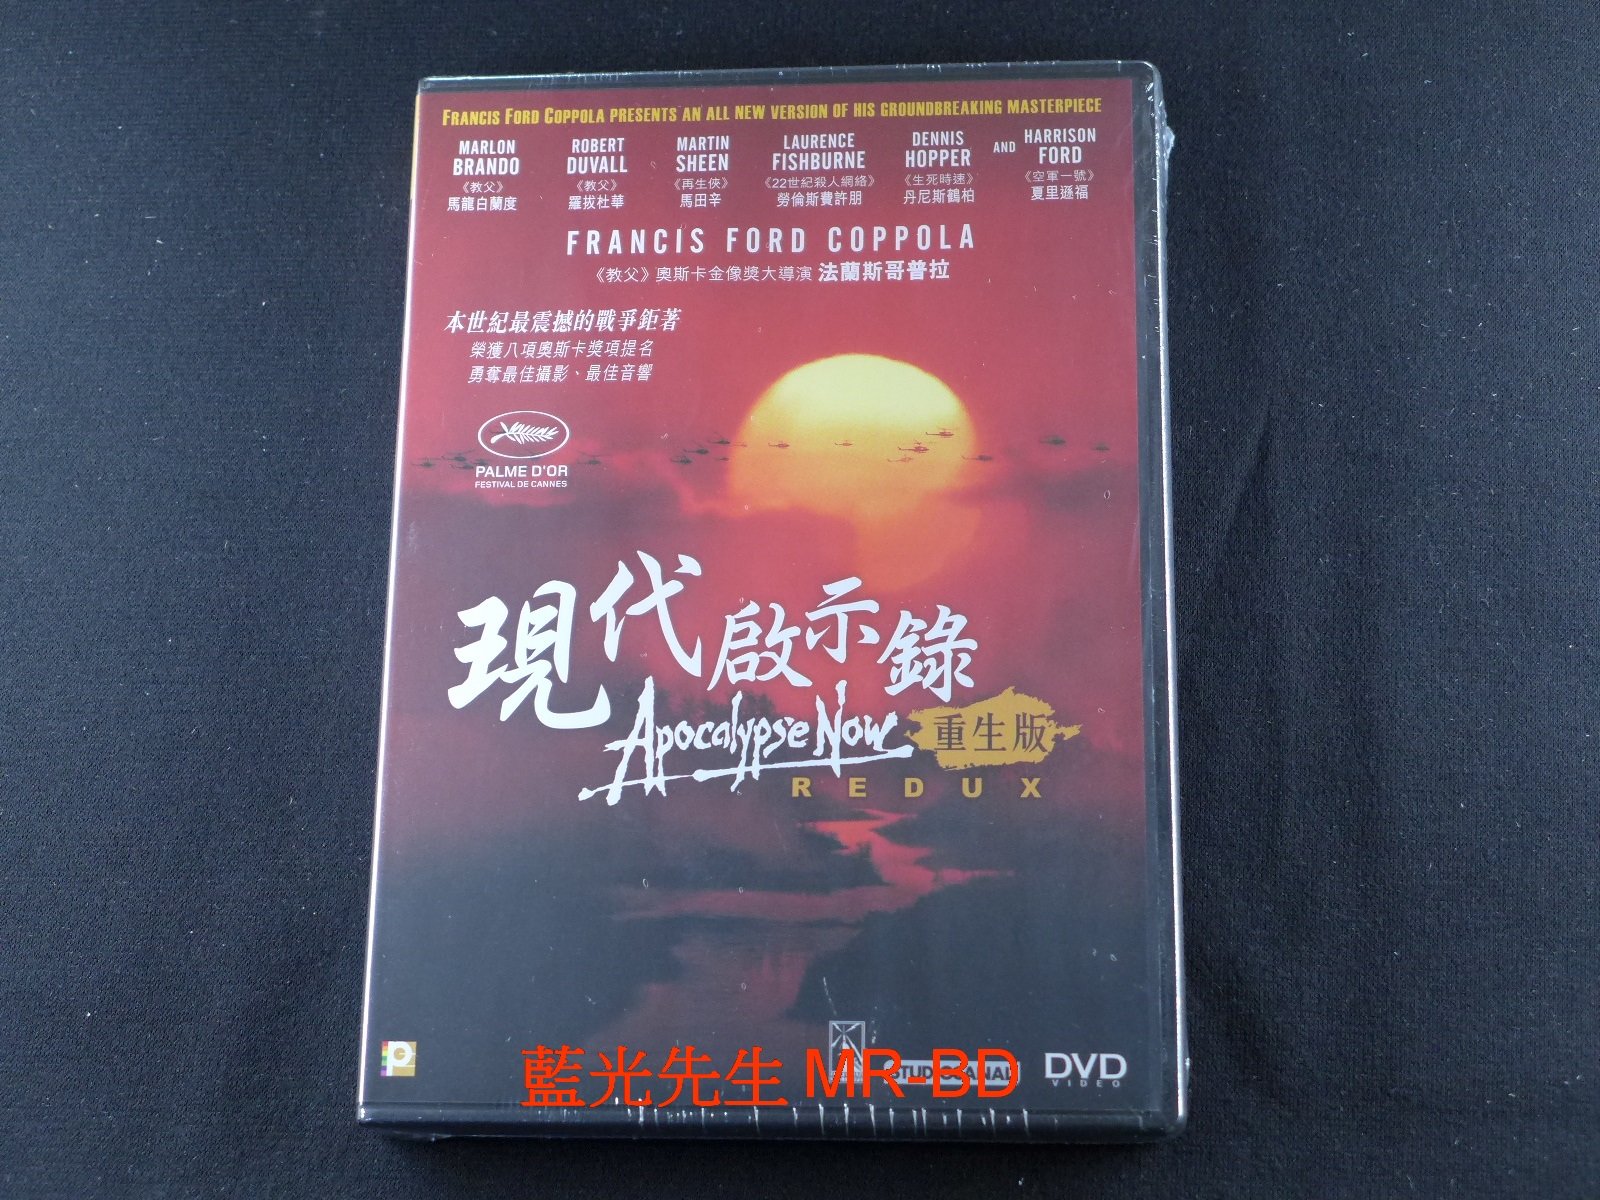 FRANCIS FORD COPPOLA PRESENTS AN ALL NEW VERSION OF HIS GROUNDBREAKING MASTERPIECE
MARLON BRANDO
《教父》
馬龍白蘭度
ROBERT DUVALL
《教父》
羅拔杜華
MARTIN SHEEN
《再生俠》
馬田辛
LAURENCE FISHBURNE
《22世紀殺人網絡》
勞倫斯費許朋
DENNIS HOPPER
《生死時速》
丹尼斯鶴柏
AND HARRISON FORD
《空軍一號》
夏里遜福
FRANCIS FORD COPPOLA
《教父》奧斯卡金像獎大導演 法蘭斯哥普拉
本世紀最震撼的戰爭鉅著
榮獲八項奧斯卡獎項提名
勇奪最佳攝影、最佳音響
PALME D'OR
FESTIVAL DE CANNES
現代啟示錄
Apocalypse Now 重生版
REDUX
藍光先生 MR-BD
STUDIOCANAL
DVD
VIDEO